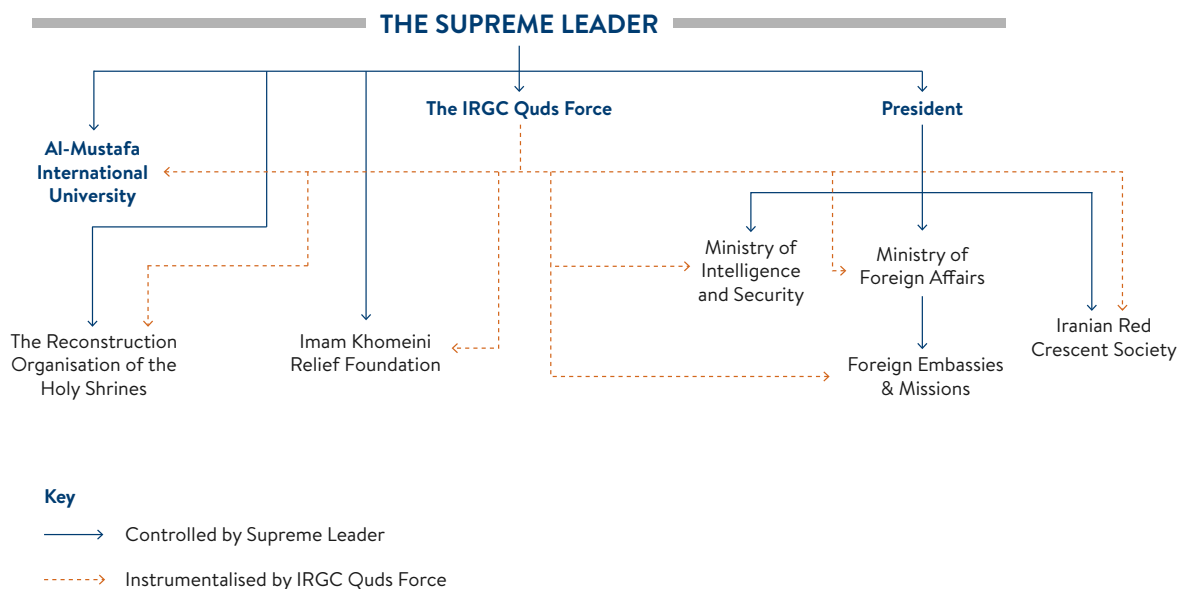 THE SUPREME LEADER
The IRGC Quds Force
President
Al-Mustafa
International
University
Ministry of
Intelligence
and Security
Ministry of
Foreign Affairs
The Reconstruction
Organisation of the
Holy Shrines
Imam Khomeini
Relief Foundation
Foreign Embassies
& Missions
Iranian Red
Crescent Society
Key
Controlled by Supreme Leader
Instrumentalised by IRGC Quds Force